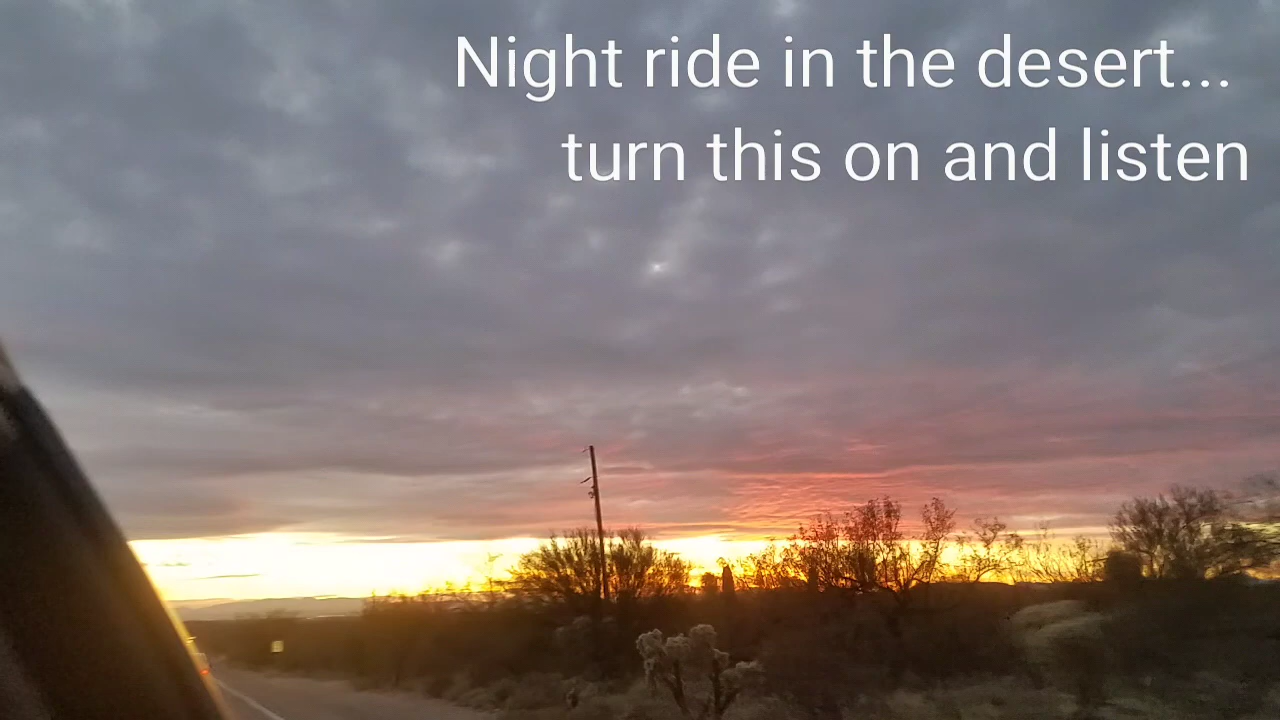 Night ride in the desert...
turn this on and listen